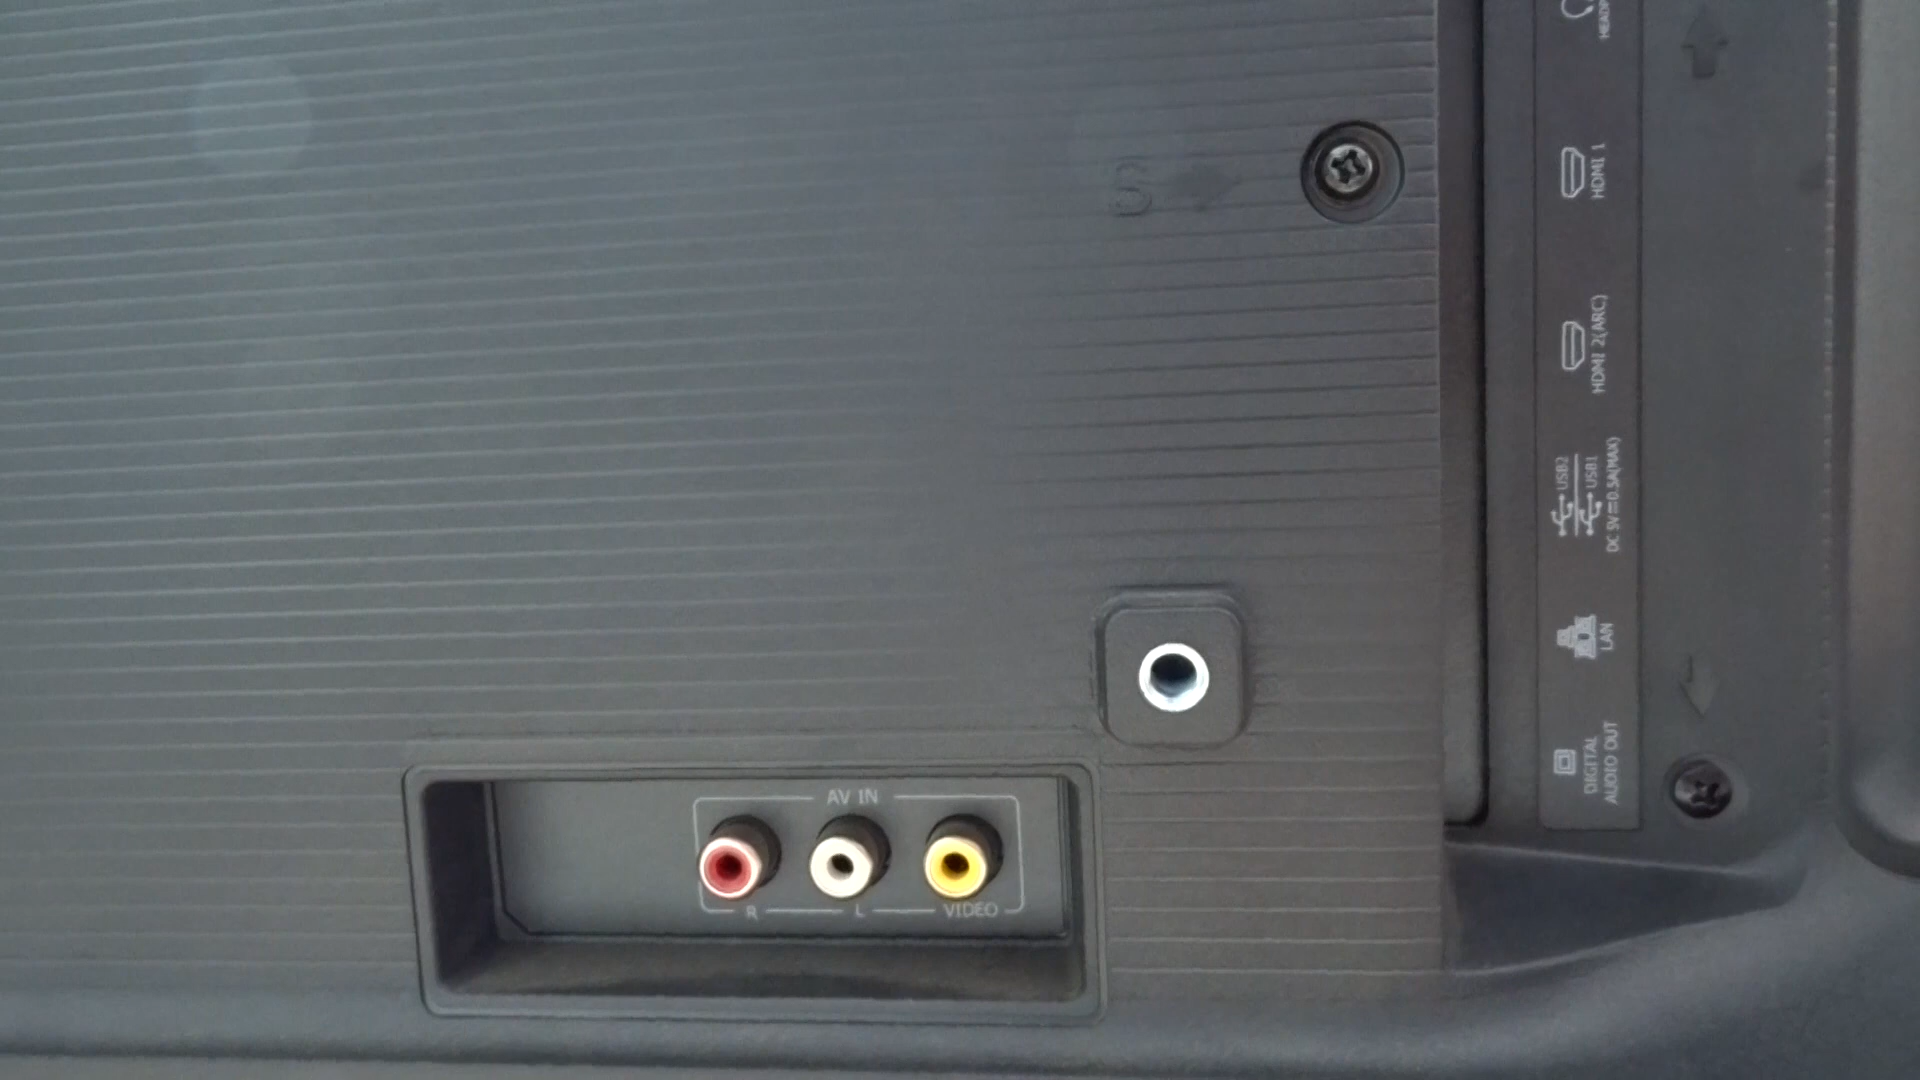 HDMI 1
HDMI 2(ARC)
USB2
USB1
DC 5V⎓0.5A(MAX)
LAN
DIGITAL
AUDIO OUT
AV IN
R L VIDEO